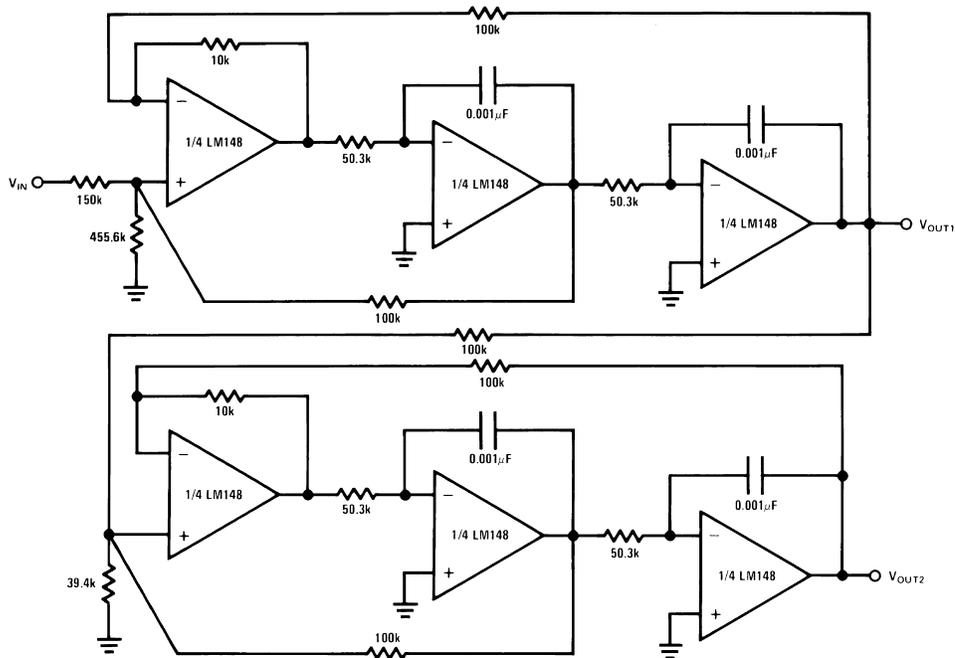 100k
10k
−
1/4 LM148
+
0.001μF
50.3k
−
1/4 LM148
+
0.001μF
50.3k
−
1/4 LM148
+
V_IN
150k
455.6k
100k
V_OUT1
100k
100k
10k
−
1/4 LM148
+
0.001μF
50.3k
−
1/4 LM148
+
0.001μF
50.3k
−
1/4 LM148
+
39.4k
100k
V_OUT2